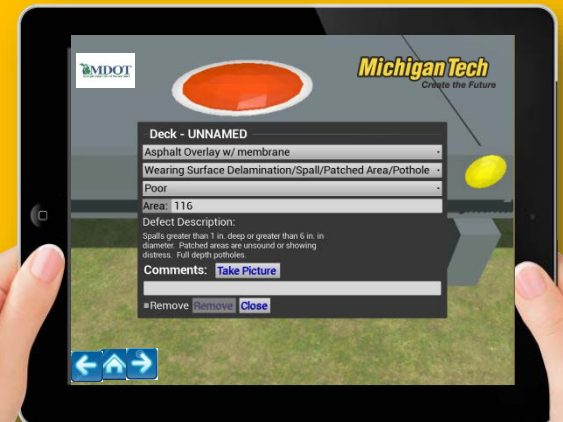 MDOT
Michigan Tech
Create the Future
Deck - UNNAMED
Asphalt Overlay w/ membrane
Wearing Surface Delamination/Spall/Patched Area/Pothole
Poor
Area: 116
Defect Description:
Spalls greater than 1 in. deep or greater than 6 in. in
diameter. Patched areas are unsound or showing
distress. Full depth potholes.
Comments: Take Picture
Remove Remove Close